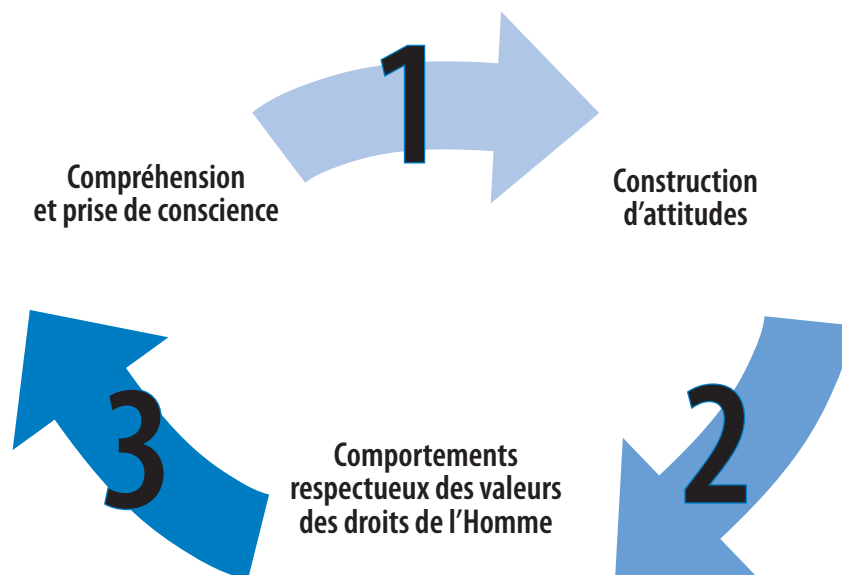 1
Compréhension
et prise de conscience
Construction
d'attitudes
2
Comportements
respectueux des valeurs
des droits de l'Homme
3